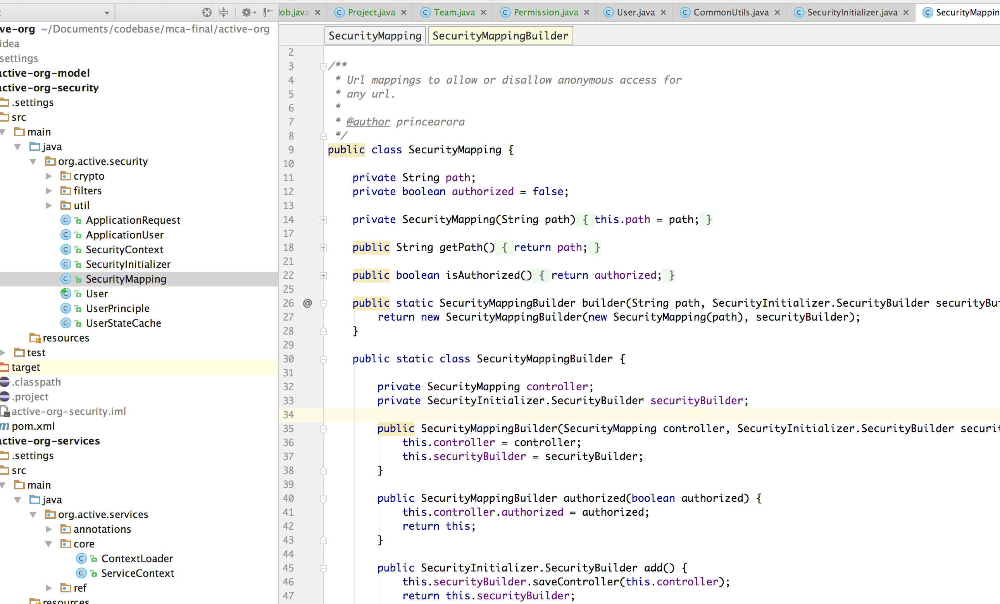 Job.java
Project.java
Team.java
Permission.java
User.java
CommonUtils.java
SecurityInitializer.java
SecurityMappin
ve-org ~/Documents/codebase/mca-final/active-org
idea
settings
active-org-model
active-org-security
.settings
src
main
java
org.active.security
crypto
filters
util
ApplicationRequest
ApplicationUser
SecurityContext
SecurityInitializer
SecurityMapping
User
UserPrinciple
UserStateCache
resources
test
target
.classpath
.project
active-org-security.iml
pom.xml
active-org-services
.settings
src
main
java
org.active.services
annotations
core
ContextLoader
ServiceContext
ref
resources
SecurityMapping SecurityMappingBuilder
2
3 /**
4 * Url mappings to allow or disallow anonymous access for
5 * any url.
6 *
7 * @author princearora
8 */
9 public class SecurityMapping {
10
11 private String path;
12 private boolean authorized = false;
13
14 private SecurityMapping(String path) { this.path = path; }
17
18 public String getPath() { return path; }
21
22 public boolean isAuthorized() { return authorized; }
25
26 @ public static SecurityMappingBuilder builder(String path, SecurityInitializer.SecurityBuilder securityBui
27 return new SecurityMappingBuilder(new SecurityMapping(path), securityBuilder);
28 }
29
30 public static class SecurityMappingBuilder {
31
32 private SecurityMapping controller;
33 private SecurityInitializer.SecurityBuilder securityBuilder;
34
35 public SecurityMappingBuilder(SecurityMapping controller, SecurityInitializer.SecurityBuilder securit
36 this.controller = controller;
37 this.securityBuilder = securityBuilder;
38 }
39
40 public SecurityMappingBuilder authorized(boolean authorized) {
41 this.controller.authorized = authorized;
42 return this;
43 }
44
45 public SecurityInitializer.SecurityBuilder add() {
46 this.securityBuilder.saveController(this.controller);
47 return this.securityBuilder;